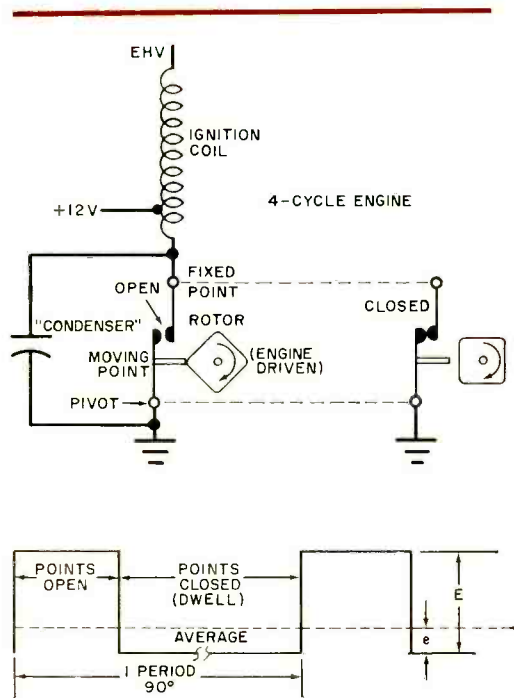 EHV
IGNITION
COIL
+12V
4-CYCLE ENGINE
FIXED
POINT
OPEN
CLOSED
"CONDENSER"
ROTOR
MOVING
POINT
(ENGINE
DRIVEN)
PIVOT
POINTS
OPEN
POINTS
CLOSED
(DWELL)
E
AVERAGE
e
1 PERIOD
90°